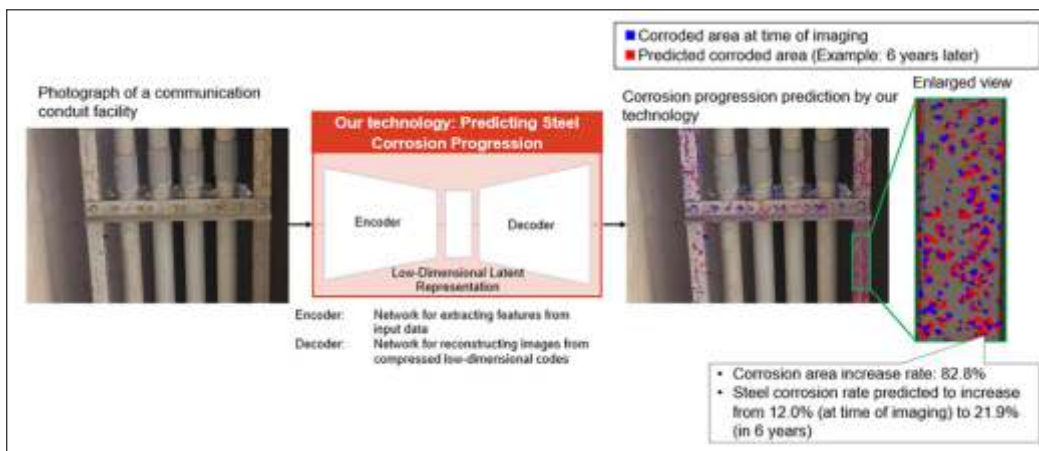 Corroded area at time of imaging
Predicted corroded area (Example: 6 years later)
Photograph of a communication
conduit facility
Our technology: Predicting Steel
Corrosion Progression
Encoder
Decoder
Low-Dimensional Latent
Representation
Encoder: Network for extracting features from
input data
Decoder: Network for reconstructing images from
compressed low-dimensional codes
Corrosion progression prediction by our
technology
Enlarged view
• Corrosion area increase rate: 82.8%
• Steel corrosion rate predicted to increase
from 12.0% (at time of imaging) to 21.9%
(in 6 years)